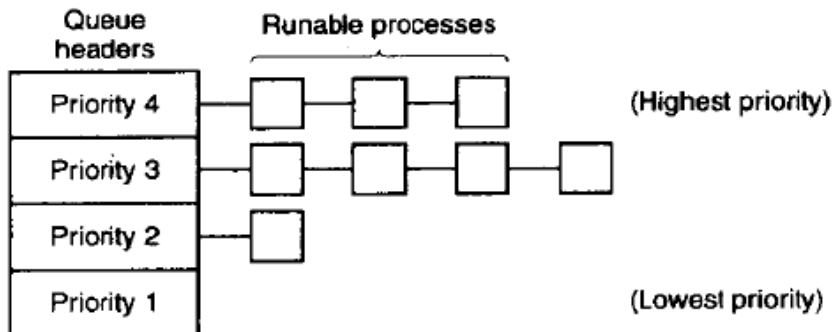 Queue
headers
Runable processes
Priority 4
(Highest priority)
Priority 3
Priority 2
Priority 1
(Lowest priority)